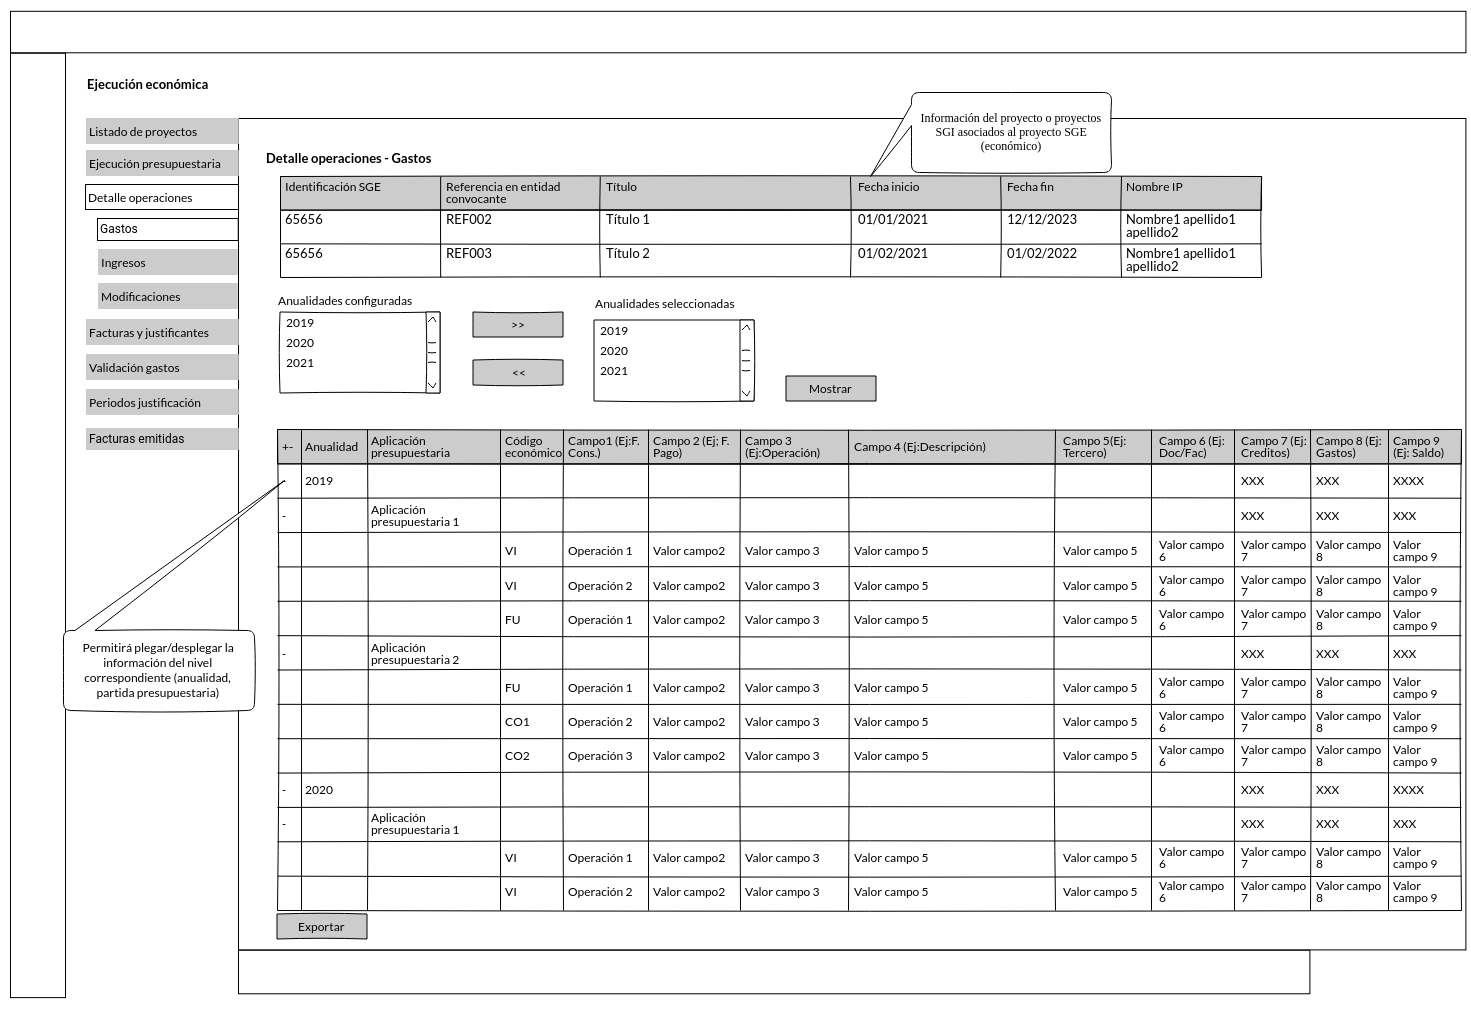 Ejecución económica
Listado de proyectos
Ejecución presupuestaria
Detalle operaciones
Gastos
Ingresos
Modificaciones
Facturas y justificantes
Validación gastos
Periodos justificación
Facturas emitidas
Información del proyecto o proyectos
SGI asociados al proyecto SGE
(económico)
Detalle operaciones - Gastos
Identificación SGE Referencia en entidad convocante Título Fecha inicio Fecha fin Nombre IP
65656 REF002 Título 1 01/01/2021 12/12/2023 Nombre1 apellido1 apellido2
65656 REF003 Título 2 01/02/2021 01/02/2022 Nombre1 apellido1 apellido2
Anualidades configuradas
2019
2020
2021
>>
<<
Anualidades seleccionadas
2019
2020
2021
Mostrar
+- Anualidad Aplicación presupuestaria Código económico Campo1 (Ej:F. Cons.) Campo 2 (Ej; F. Pago) Campo 3 (Ej:Operación) Campo 4 (Ej:Descripción) Campo 5(Ej: Tercero) Campo 6 (Ej: Doc/Fac) Campo 7 (Ej: Creditos) Campo 8 (Ej: Gastos) Campo 9 (Ej: Saldo)
- 2019 XXX XXX XXXX
- Aplicación presupuestaria 1 XXX XXX XXX
VI Operación 1 Valor campo2 Valor campo 3 Valor campo 5 Valor campo 5 Valor campo 6 Valor campo 7 Valor campo 8 Valor campo 9
VI Operación 2 Valor campo2 Valor campo 3 Valor campo 5 Valor campo 5 Valor campo 6 Valor campo 7 Valor campo 8 Valor campo 9
FU Operación 1 Valor campo2 Valor campo 3 Valor campo 5 Valor campo 5 Valor campo 6 Valor campo 7 Valor campo 8 Valor campo 9
- Aplicación presupuestaria 2 XXX XXX XXX
FU Operación 1 Valor campo2 Valor campo 3 Valor campo 5 Valor campo 5 Valor campo 6 Valor campo 7 Valor campo 8 Valor campo 9
CO1 Operación 2 Valor campo2 Valor campo 3 Valor campo 5 Valor campo 5 Valor campo 6 Valor campo 7 Valor campo 8 Valor campo 9
CO2 Operación 3 Valor campo2 Valor campo 3 Valor campo 5 Valor campo 5 Valor campo 6 Valor campo 7 Valor campo 8 Valor campo 9
- 2020 XXX XXX XXXX
- Aplicación presupuestaria 1 XXX XXX XXX
VI Operación 1 Valor campo2 Valor campo 3 Valor campo 5 Valor campo 5 Valor campo 6 Valor campo 7 Valor campo 8 Valor campo 9
VI Operación 2 Valor campo2 Valor campo 3 Valor campo 5 Valor campo 5 Valor campo 6 Valor campo 7 Valor campo 8 Valor campo 9
Permitirá plegar/desplegar la
información del nivel
correspondiente (anualidad,
partida presupuestaria)
Exportar